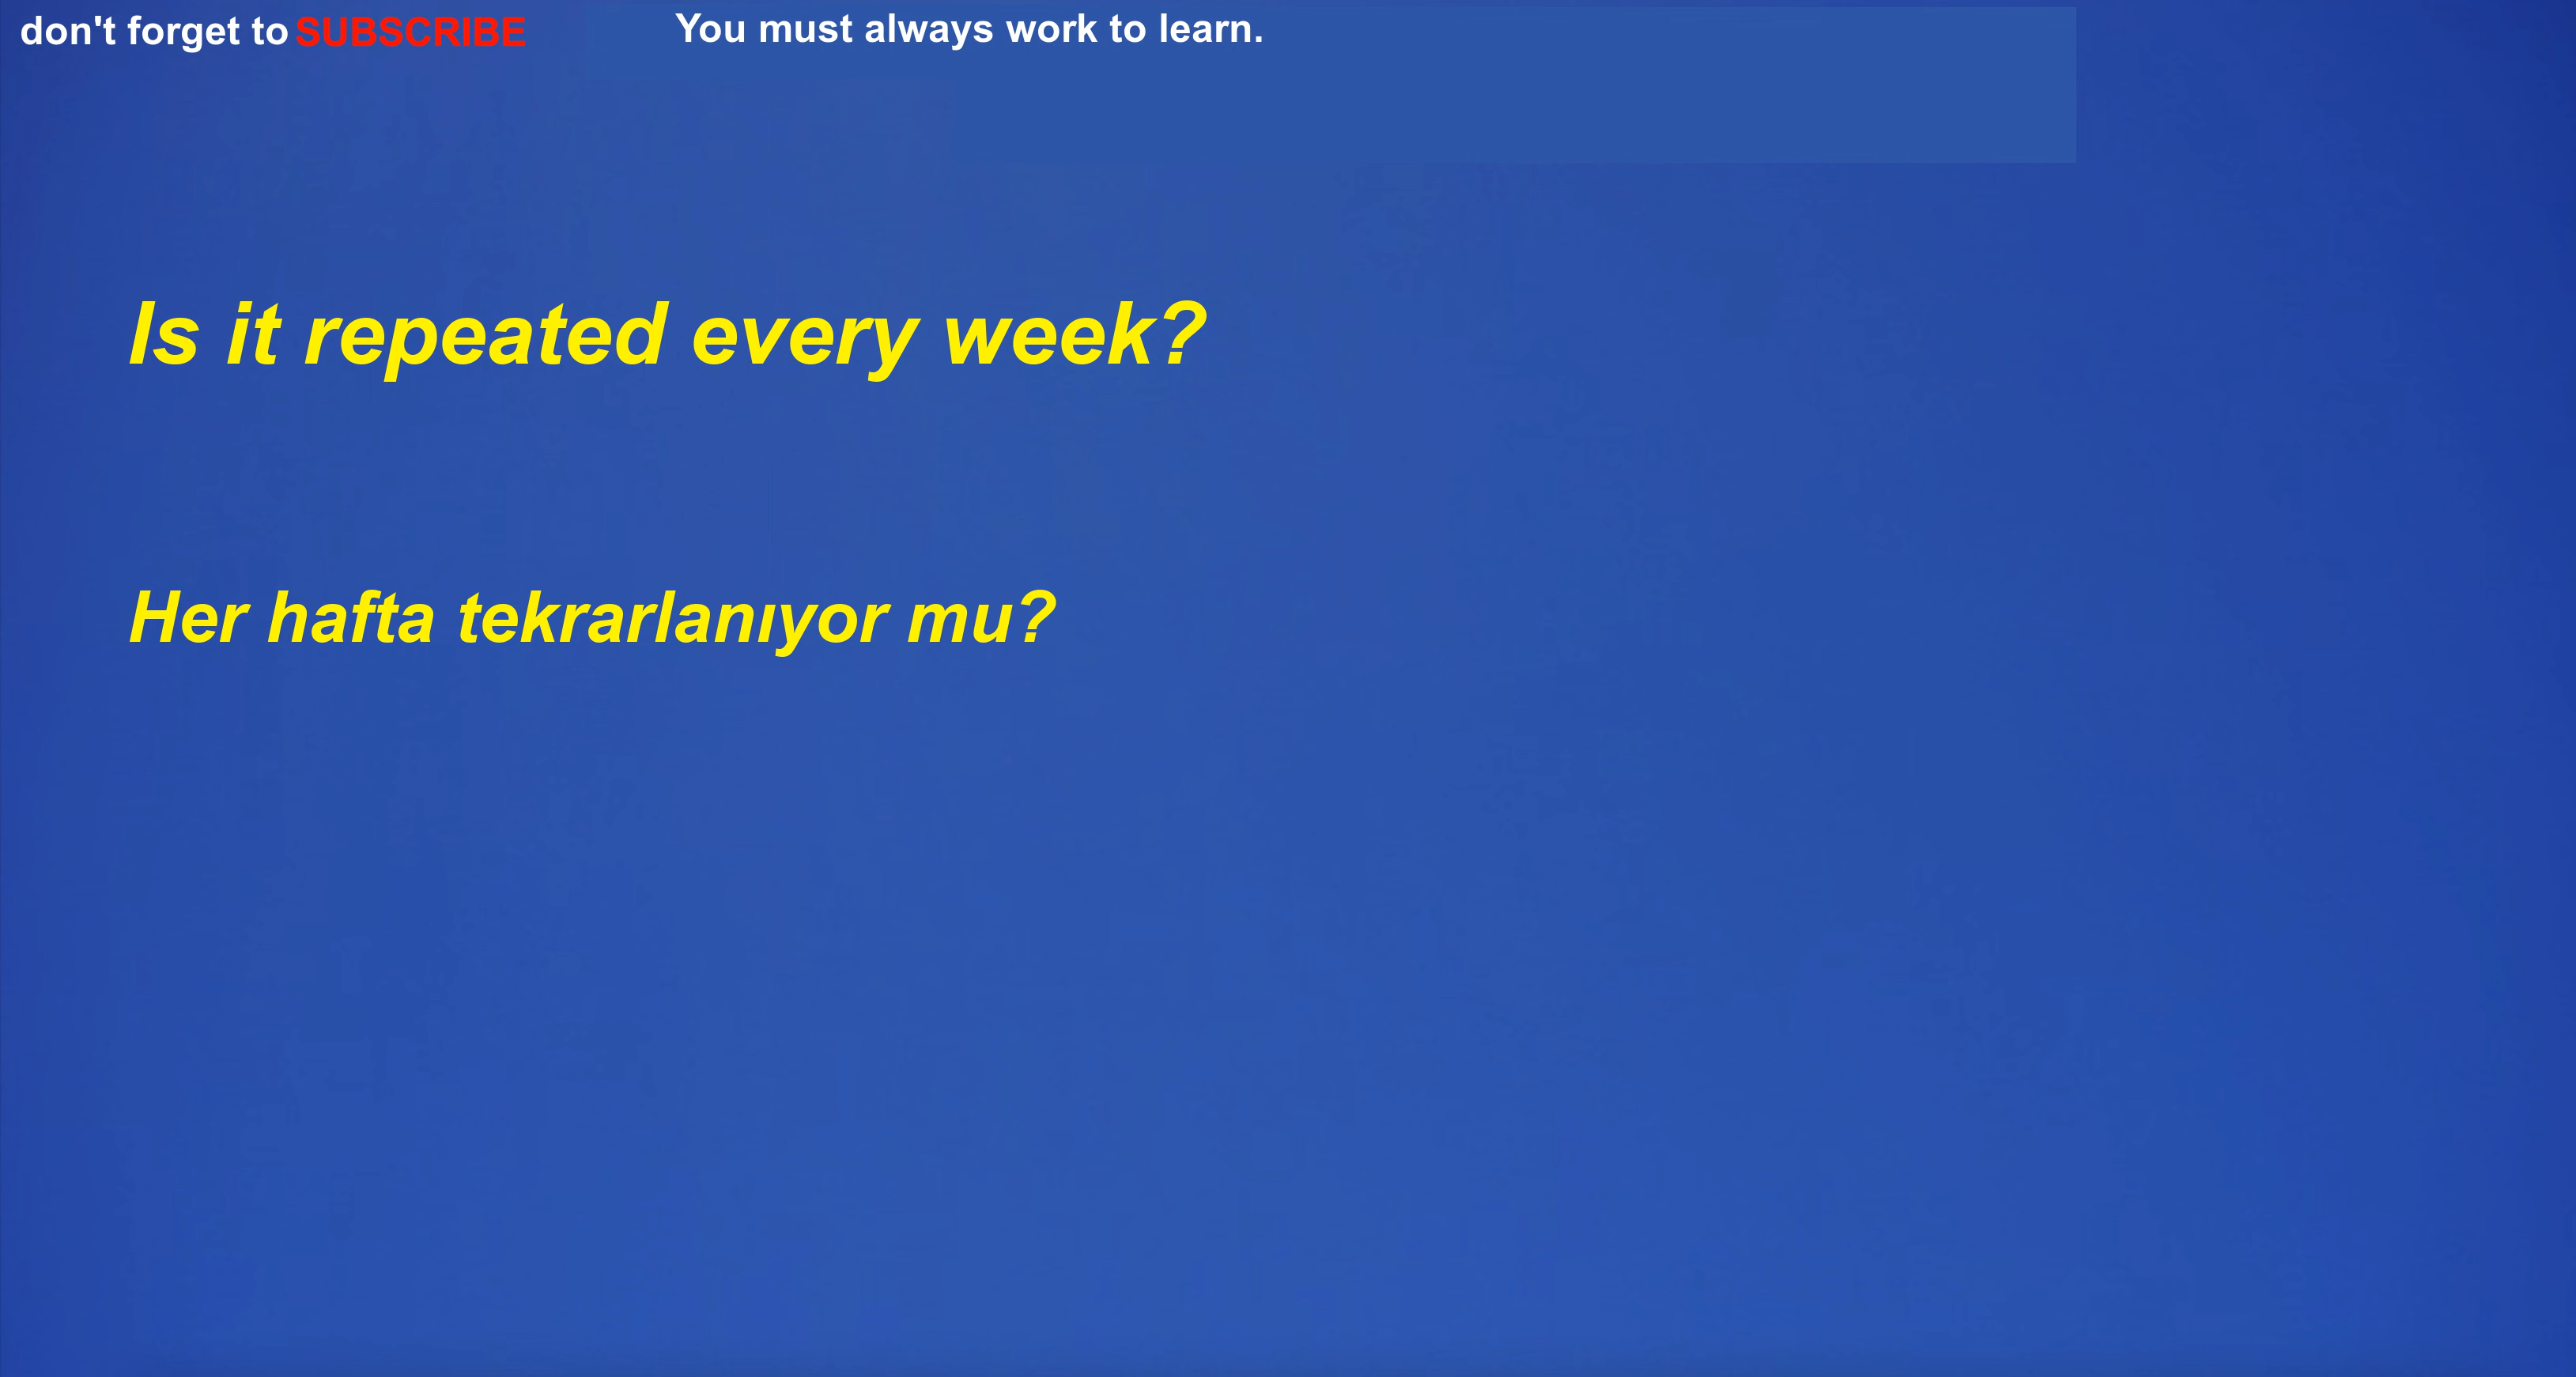 don't forget to SUBSCRIBE
You must always work to learn.
Is it repeated every week?
Her hafta tekrarlanıyor mu?